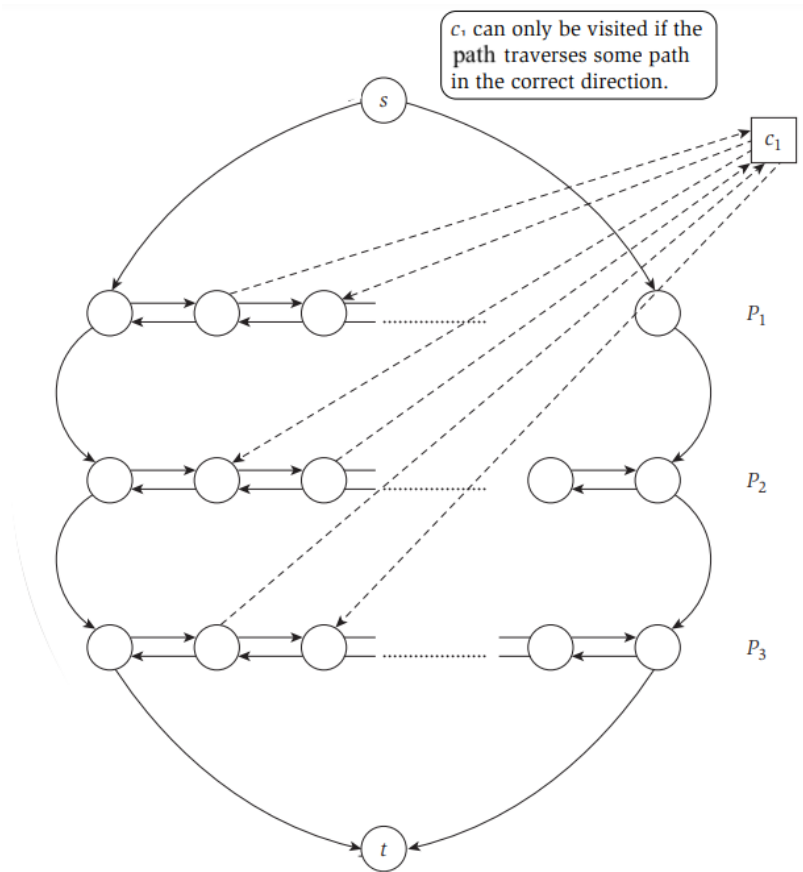 c₁ can only be visited if the
path traverses some path
in the correct direction.
s
c₁
P₁
P₂
P₃
t